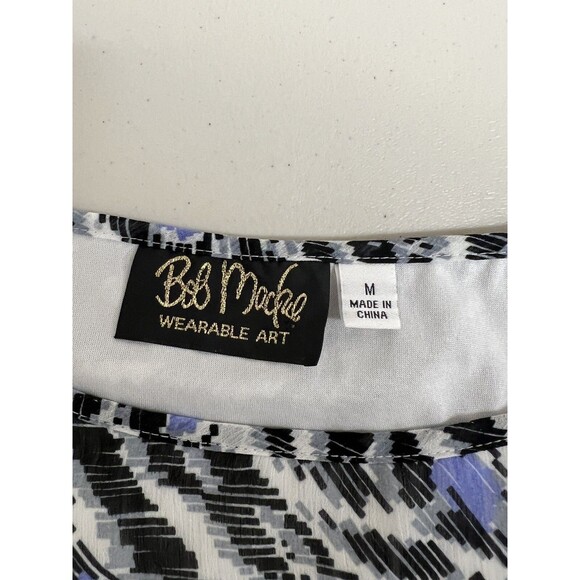 Bob Mackie
WEARABLE ART
M
MADE IN
CHINA